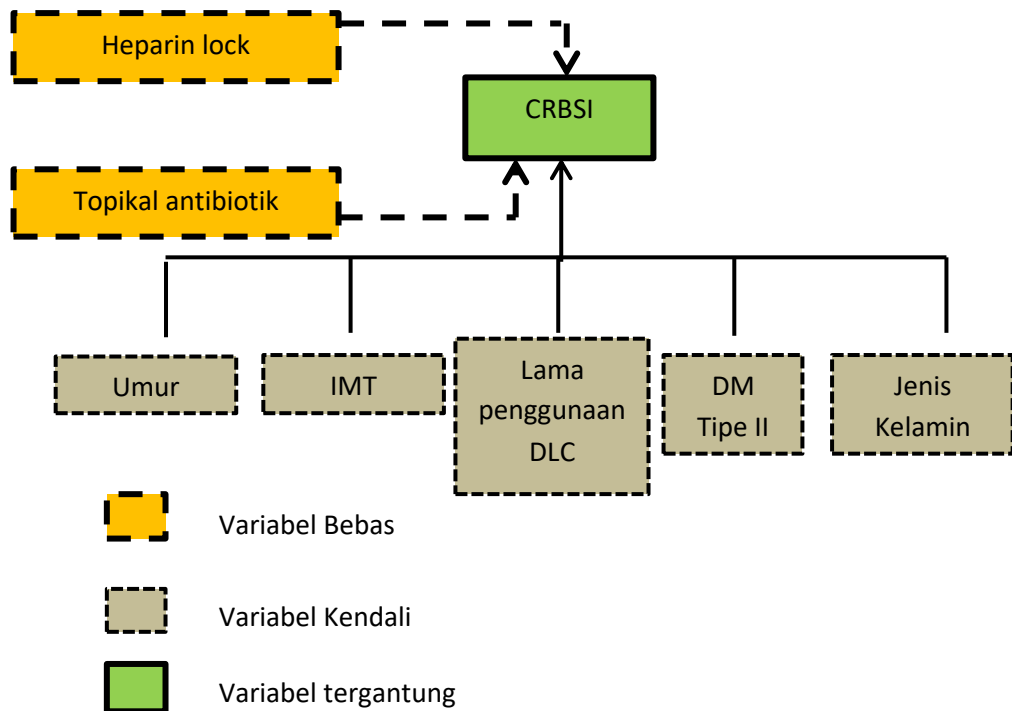 Heparin lock
CRBSI
Topikal antibiotik
Umur
IMT
Lama
penggunaan
DLC
DM
Tipe II
Jenis
Kelamin
Variabel Bebas
Variabel Kendali
Variabel tergantung